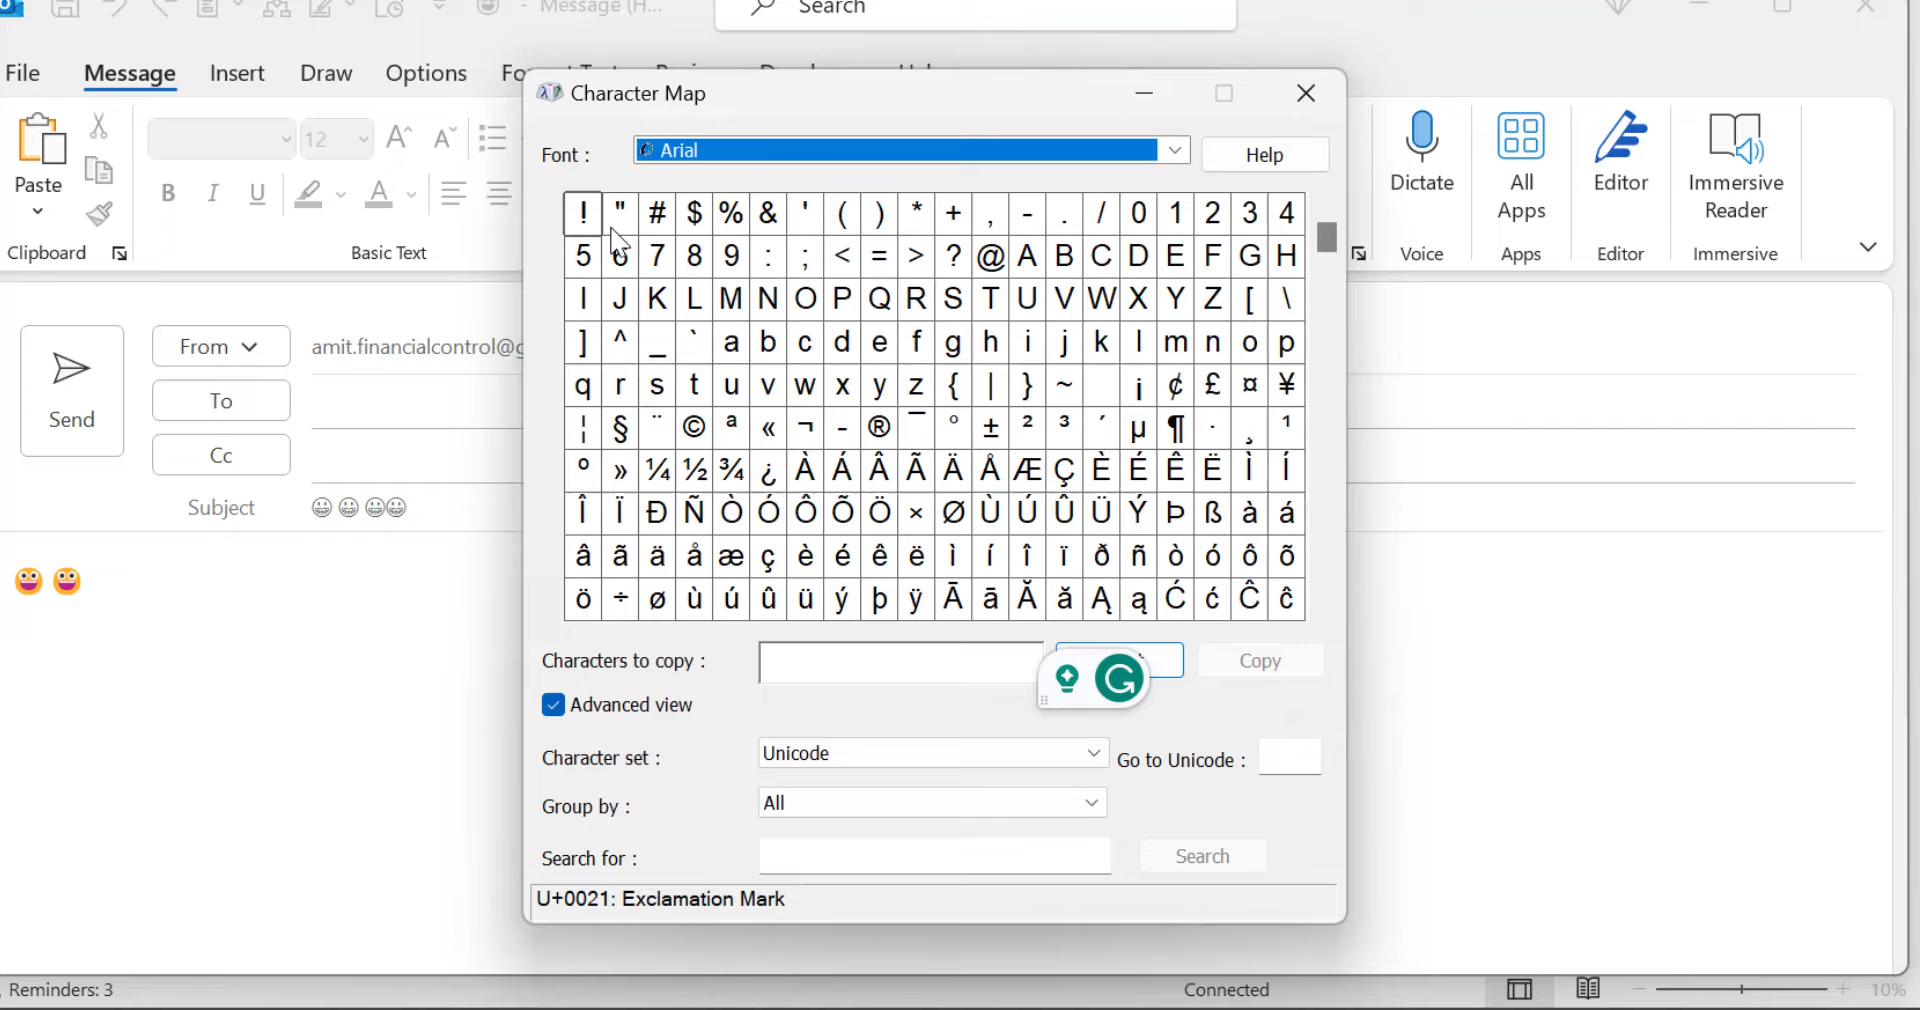 Message (H...
Search
File Message Insert Draw Options
Character Map
Font :
Arial
Help
12
B I U
Paste
Clipboard
Basic Text
! " # $ % & ' ( ) * + , - . / 0 1 2 3 4
5 6 7 8 9 : ; < = > ? @ A B C D E F G H
I J K L M N O P Q R S T U V W X Y Z [ \
] ^ _ ` a b c d e f g h i j k l m n o p
q r s t u v w x y z { | } ~ ¡ ¢ £ ¤ ¥
¦ § ¨ © ª « ¬ - ® ¯ ° ± ² ³ ´ µ ¶ · ¸ ¹
º » ¼ ½ ¾ ¿ À Á Â Ã Ä Å Æ Ç È É Ê Ë Ì Í
Î Ï Ð Ñ Ò Ó Ô Õ Ö × Ø Ù Ú Û Ü Ý Þ ß à á
â ã ä å æ ç è é ê ë ì í î ï ð ñ ò ó ô õ
ö ÷ ø ù ú û ü ý þ ÿ Ā ā Ă ă Ą ą Ć ć Ĉ ĉ
Dictate
All Apps
Editor
Immersive Reader
Voice
Apps
Editor
Immersive
Send
From
amit.financialcontrol@g
To
Cc
Subject
😀 😀 😀😀
😀 😀
Characters to copy :
Copy
Advanced view
Character set :
Unicode
Go to Unicode :
Group by :
All
Search for :
Search
U+0021: Exclamation Mark
Reminders: 3
Connected
10%